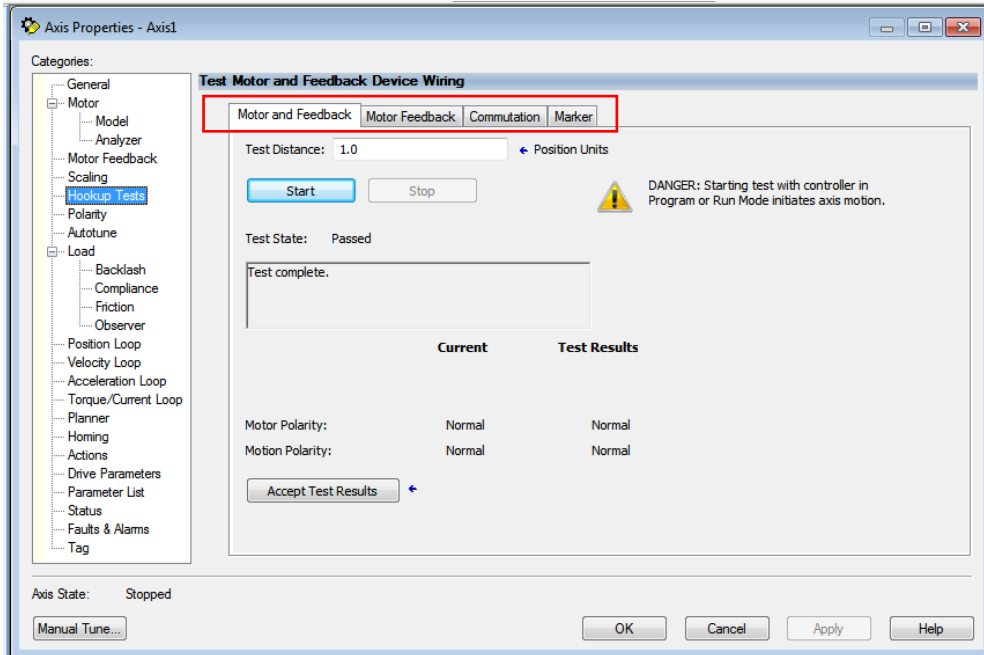 Axis Properties - Axis1
Categories:
General
Motor
Model
Analyzer
Motor Feedback
Scaling
Hookup Tests
Polarity
Autotune
Load
Backlash
Compliance
Friction
Observer
Position Loop
Velocity Loop
Acceleration Loop
Torque/Current Loop
Planner
Homing
Actions
Drive Parameters
Parameter List
Status
Faults & Alarms
Tag
Test Motor and Feedback Device Wiring
Motor and Feedback Motor Feedback Commutation Marker
Test Distance: 1.0 Position Units
Start Stop
DANGER: Starting test with controller in
Program or Run Mode initiates axis motion.
Test State: Passed
Test complete.
Current Test Results
Motor Polarity: Normal Normal
Motion Polarity: Normal Normal
Accept Test Results
Axis State: Stopped
Manual Tune... OK Cancel Apply Help